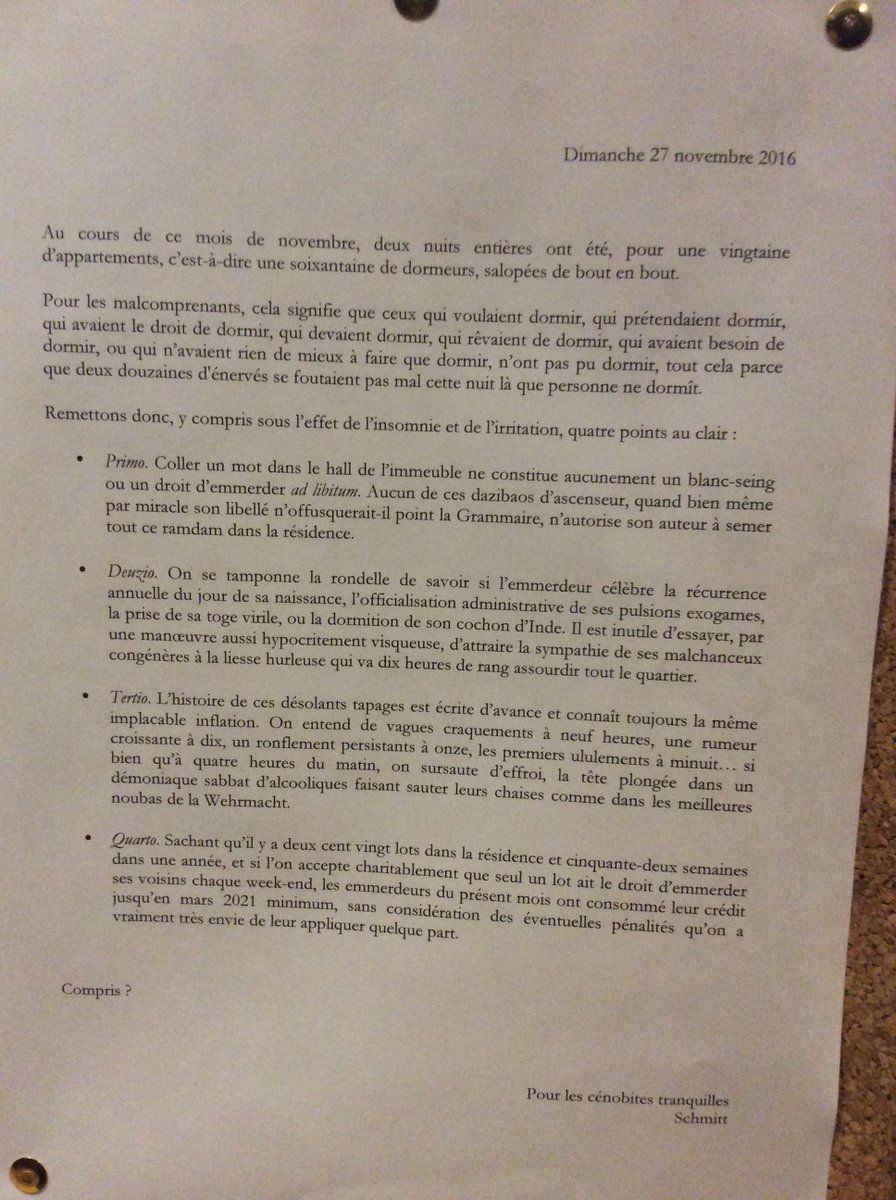 Dimanche 27 novembre 2016
Au cours de ce mois de novembre, deux nuits entières ont été, pour une vingtaine
d'appartements, c'est-à-dire une soixantaine de dormeurs, salopées de bout en bout.
Pour les malcomprenants, cela signifie que ceux qui voulaient dormir, qui prétendaient dormir,
qui avaient le droit de dormir, qui devaient dormir, qui rêvaient de dormir, qui avaient besoin de
dormir, ou qui n'avaient rien de mieux à faire que dormir, n'ont pas pu dormir, tout cela parce
que deux douzaines d'énervés se foutaient pas mal cette nuit là que personne ne dormît.
Remettons donc, y compris sous l'effet de l'insomnie et de l'irritation, quatre points au clair :
• Primo. Coller un mot dans le hall de l'immeuble ne constitue aucunement un blanc-seing
ou un droit d'emmerder ad libitum. Aucun de ces dazibaos d'ascenseur, quand bien même
par miracle son libellé n'offusquerait-il point la Grammaire, n'autorise son auteur à semer
tout ce ramdam dans la résidence.
• Deuzio. On se tamponne la rondelle de savoir si l'emmerdeur célèbre la récurrence
annuelle du jour de sa naissance, l'officialisation administrative de ses pulsions exogames,
la prise de sa toge virile, ou la dormition de son cochon d'Inde. Il est inutile d'essayer, par
une manœuvre aussi hypocritement visqueuse, d'attraire la sympathie de ses malchanceux
congénères à la liesse hurleuse qui va dix heures de rang assourdir tout le quartier.
• Tertio. L'histoire de ces désolants tapages est écrite d'avance et connaît toujours la même
implacable inflation. On entend de vagues craquements à neuf heures, une rumeur
croissante à dix, un ronflement persistants à onze, les premiers ululements à minuit… si
bien qu'à quatre heures du matin, on sursaute d'effroi, la tête plongée dans un
démoniaque sabbat d'alcooliques faisant sauter leurs chaises comme dans les meilleures
noubas de la Wehrmacht.
• Quarto. Sachant qu'il y a deux cent vingt lots dans la résidence et cinquante-deux semaines
dans une année, et si l'on accepte charitablement que seul un lot ait le droit d'emmerder
ses voisins chaque week-end, les emmerdeurs du présent mois ont consommé leur crédit
jusqu'en mars 2021 minimum, sans considération des éventuelles pénalités qu'on a
vraiment très envie de leur appliquer quelque part.
Compris ?
Pour les cénobites tranquilles
Schmitt